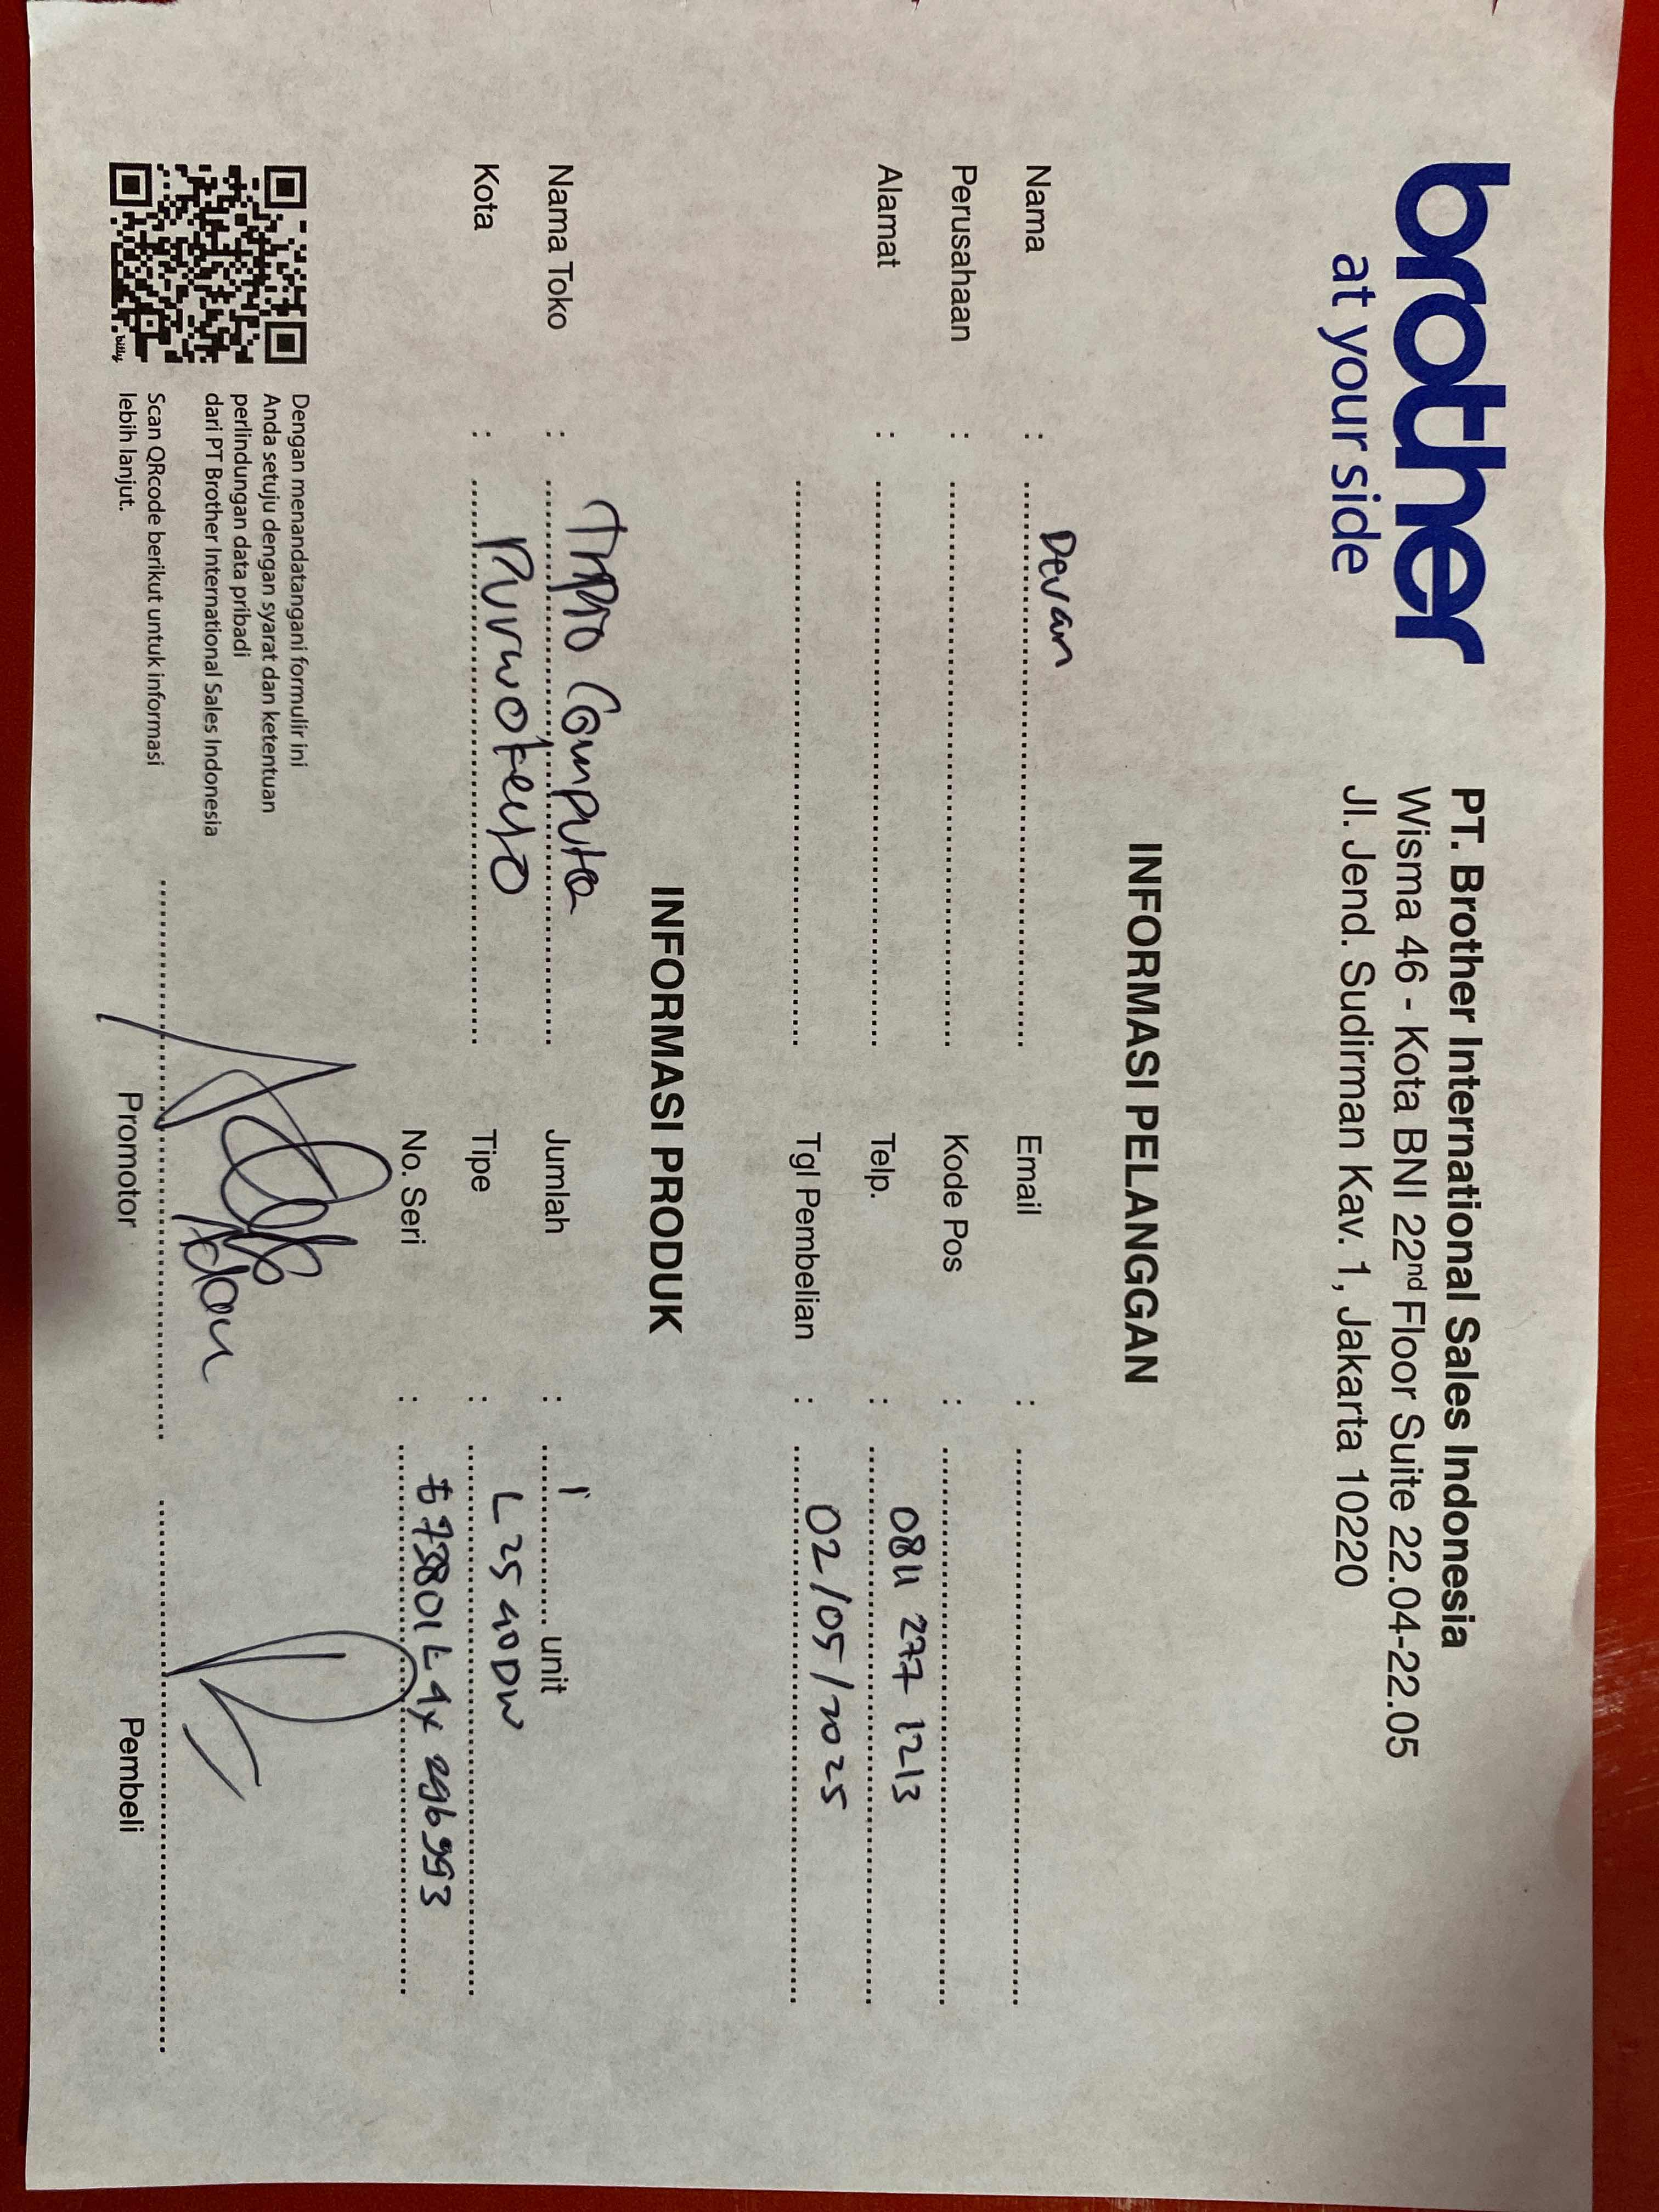 brother
at your side
PT. Brother International Sales Indonesia
Wisma 46 - Kota BNI 22nd Floor Suite 22.04-22.05
Jl. Jend. Sudirman Kav. 1, Jakarta 10220
INFORMASI PELANGGAN
Nama : Devan Email :
Perusahaan : Kode Pos :
Alamat : Telp. : 0811 277 1213
Tgl Pembelian : 02/05/2025
INFORMASI PRODUK
Nama Toko : Computer Jumlah : 1 unit
Kota : Purwokerto Tipe : L2540DW
No. Seri :
Dengan menandatangani formulir ini
Anda setuju dengan syarat dan ketentuan
perlindungan data pribadi
dari PT Brother International Sales Indonesia
Scan QRcode berikut untuk informasi
lebih lanjut.
bitly
Promotor Pembeli